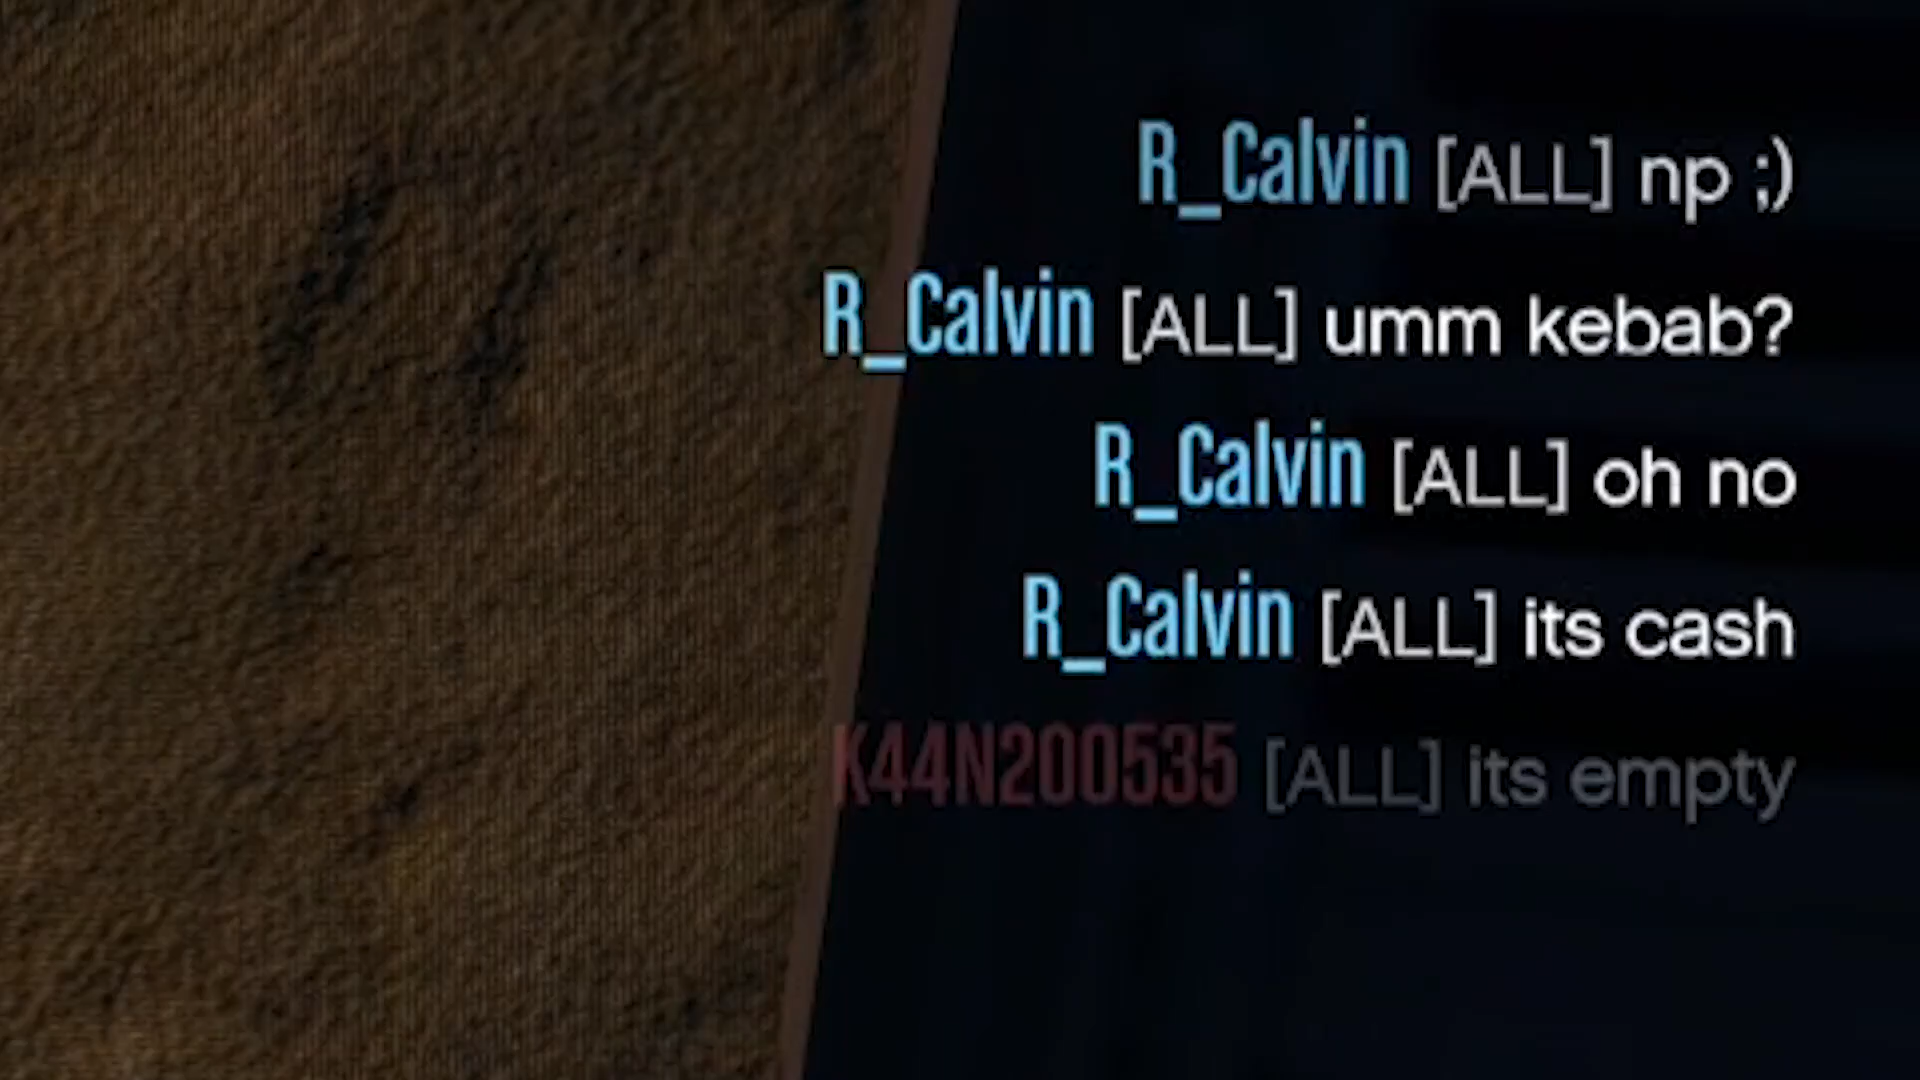 R_Calvin [ALL] np ;)
R_Calvin [ALL] umm kebab?
R_Calvin [ALL] oh no
R_Calvin [ALL] its cash
K44N200535 [ALL] its empty